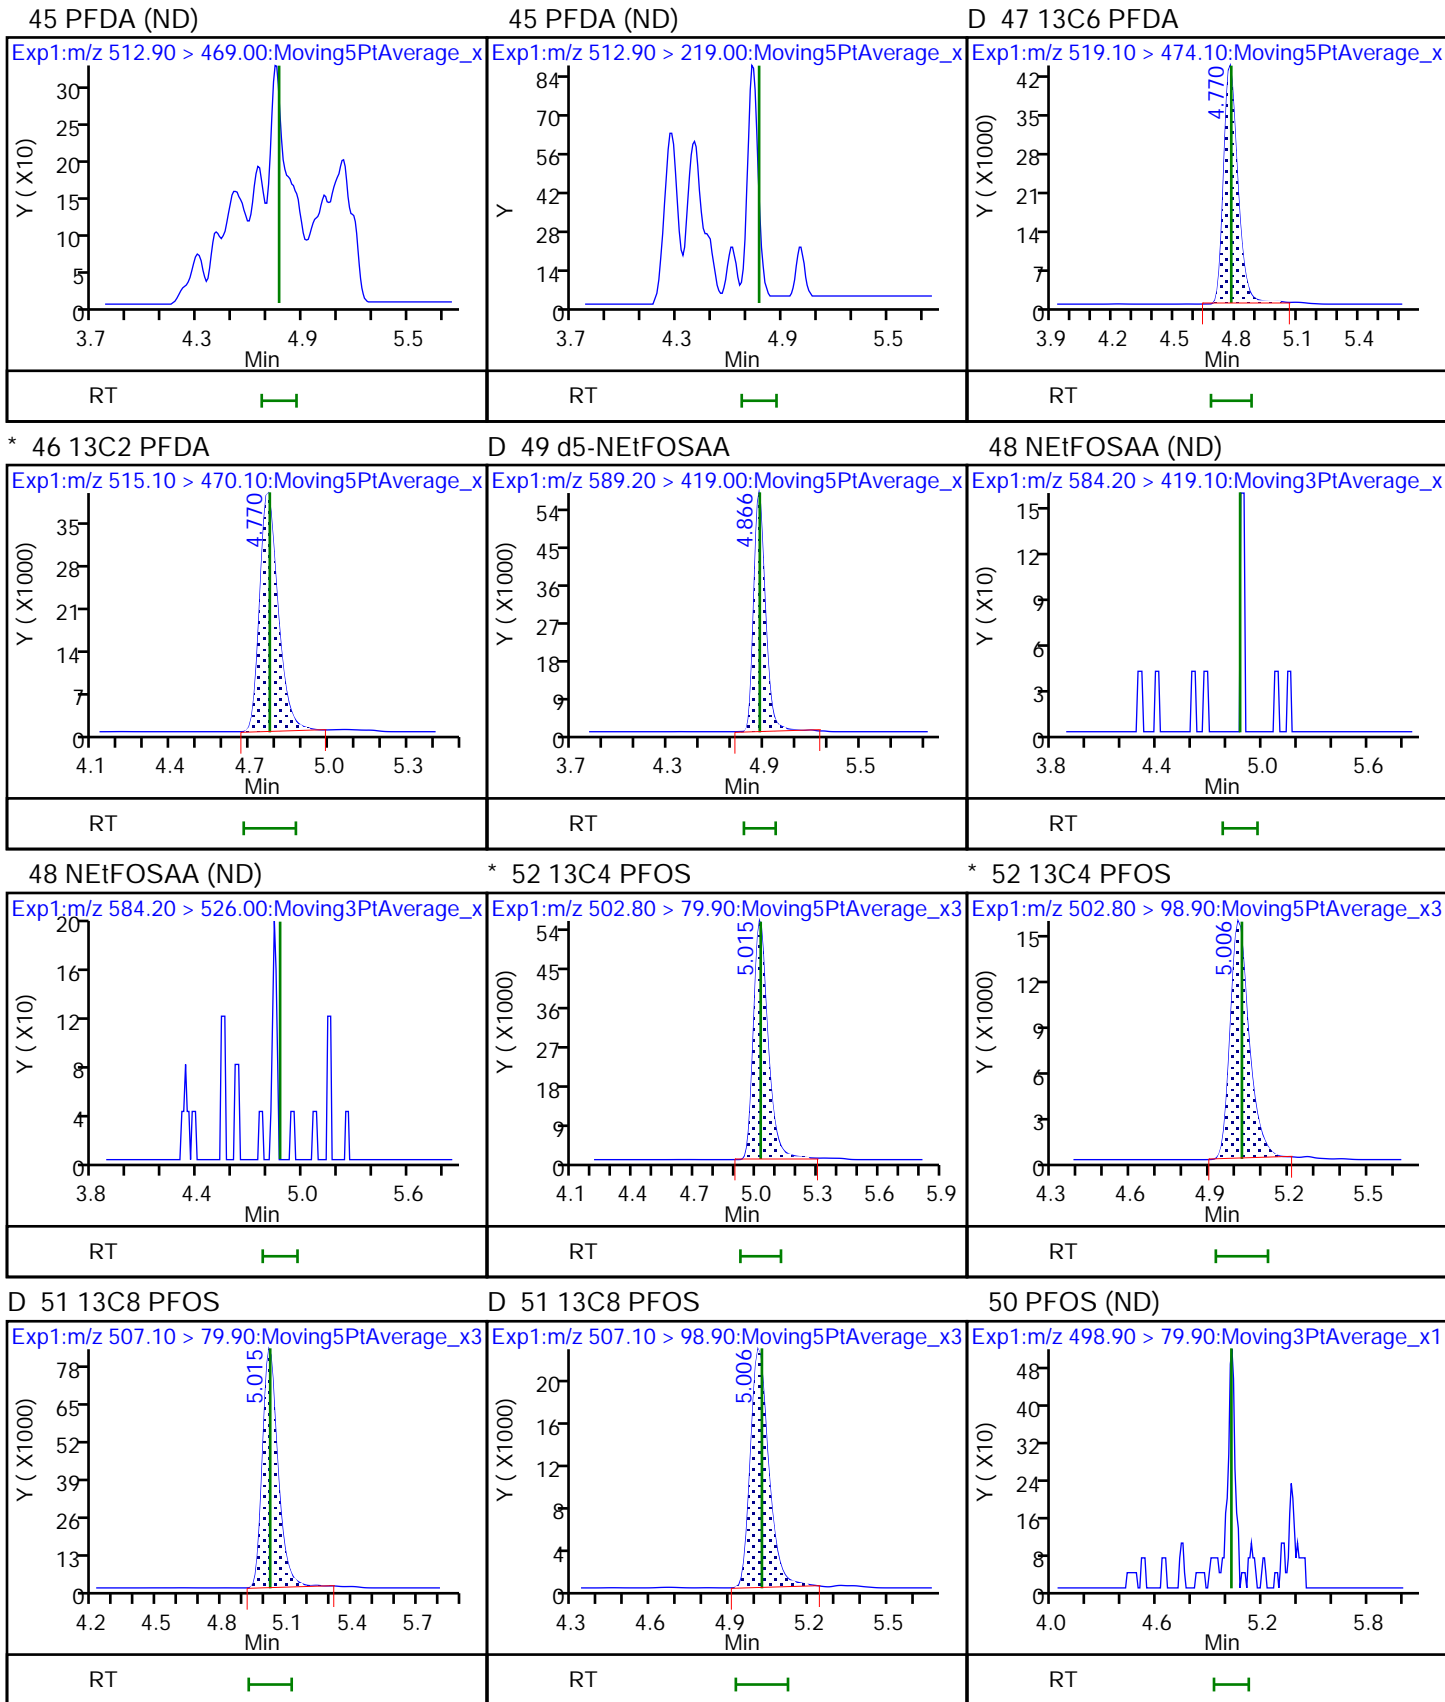 45 PFDA (ND)
Exp1:m/z 512.90 > 469.00:Moving5PtAverage_x
Y ( X10)
30
25
20
15
10
5
0
3.7 4.3 4.9 5.5
Min
RT
45 PFDA (ND)
Exp1:m/z 512.90 > 219.00:Moving5PtAverage_x
Y
84
70
56
42
28
14
0
3.7 4.3 4.9 5.5
Min
RT
D 47 13C6 PFDA
Exp1:m/z 519.10 > 474.10:Moving5PtAverage_x
4.770
Y ( X1000)
42
35
28
21
14
7
0
3.9 4.2 4.5 4.8 5.1 5.4
Min
RT
* 46 13C2 PFDA
Exp1:m/z 515.10 > 470.10:Moving5PtAverage_x
4.770
Y ( X1000)
35
28
21
14
7
0
4.1 4.4 4.7 5.0 5.3
Min
RT
D 49 d5-NEtFOSAA
Exp1:m/z 589.20 > 419.00:Moving5PtAverage_x
4.866
Y ( X1000)
54
45
36
27
18
9
0
3.7 4.3 4.9 5.5
Min
RT
48 NEtFOSAA (ND)
Exp1:m/z 584.20 > 419.10:Moving3PtAverage_x
Y ( X10)
15
12
9
6
3
0
3.8 4.4 5.0 5.6
Min
RT
48 NEtFOSAA (ND)
Exp1:m/z 584.20 > 526.00:Moving3PtAverage_x
Y ( X10)
20
16
12
8
4
0
3.8 4.4 5.0 5.6
Min
RT
* 52 13C4 PFOS
Exp1:m/z 502.80 > 79.90:Moving5PtAverage_x3
5.015
Y ( X1000)
54
45
36
27
18
9
0
4.1 4.4 4.7 5.0 5.3 5.6 5.9
Min
RT
* 52 13C4 PFOS
Exp1:m/z 502.80 > 98.90:Moving5PtAverage_x3
5.006
Y ( X1000)
15
12
9
6
3
0
4.3 4.6 4.9 5.2 5.5
Min
RT
D 51 13C8 PFOS
Exp1:m/z 507.10 > 79.90:Moving5PtAverage_x3
5.015
Y ( X1000)
78
65
52
39
26
13
0
4.2 4.5 4.8 5.1 5.4 5.7
Min
RT
D 51 13C8 PFOS
Exp1:m/z 507.10 > 98.90:Moving5PtAverage_x3
5.006
Y ( X1000)
20
16
12
8
4
0
4.3 4.6 4.9 5.2 5.5
Min
RT
50 PFOS (ND)
Exp1:m/z 498.90 > 79.90:Moving3PtAverage_x1
Y ( X10)
48
40
32
24
16
8
0
4.0 4.6 5.2 5.8
Min
RT